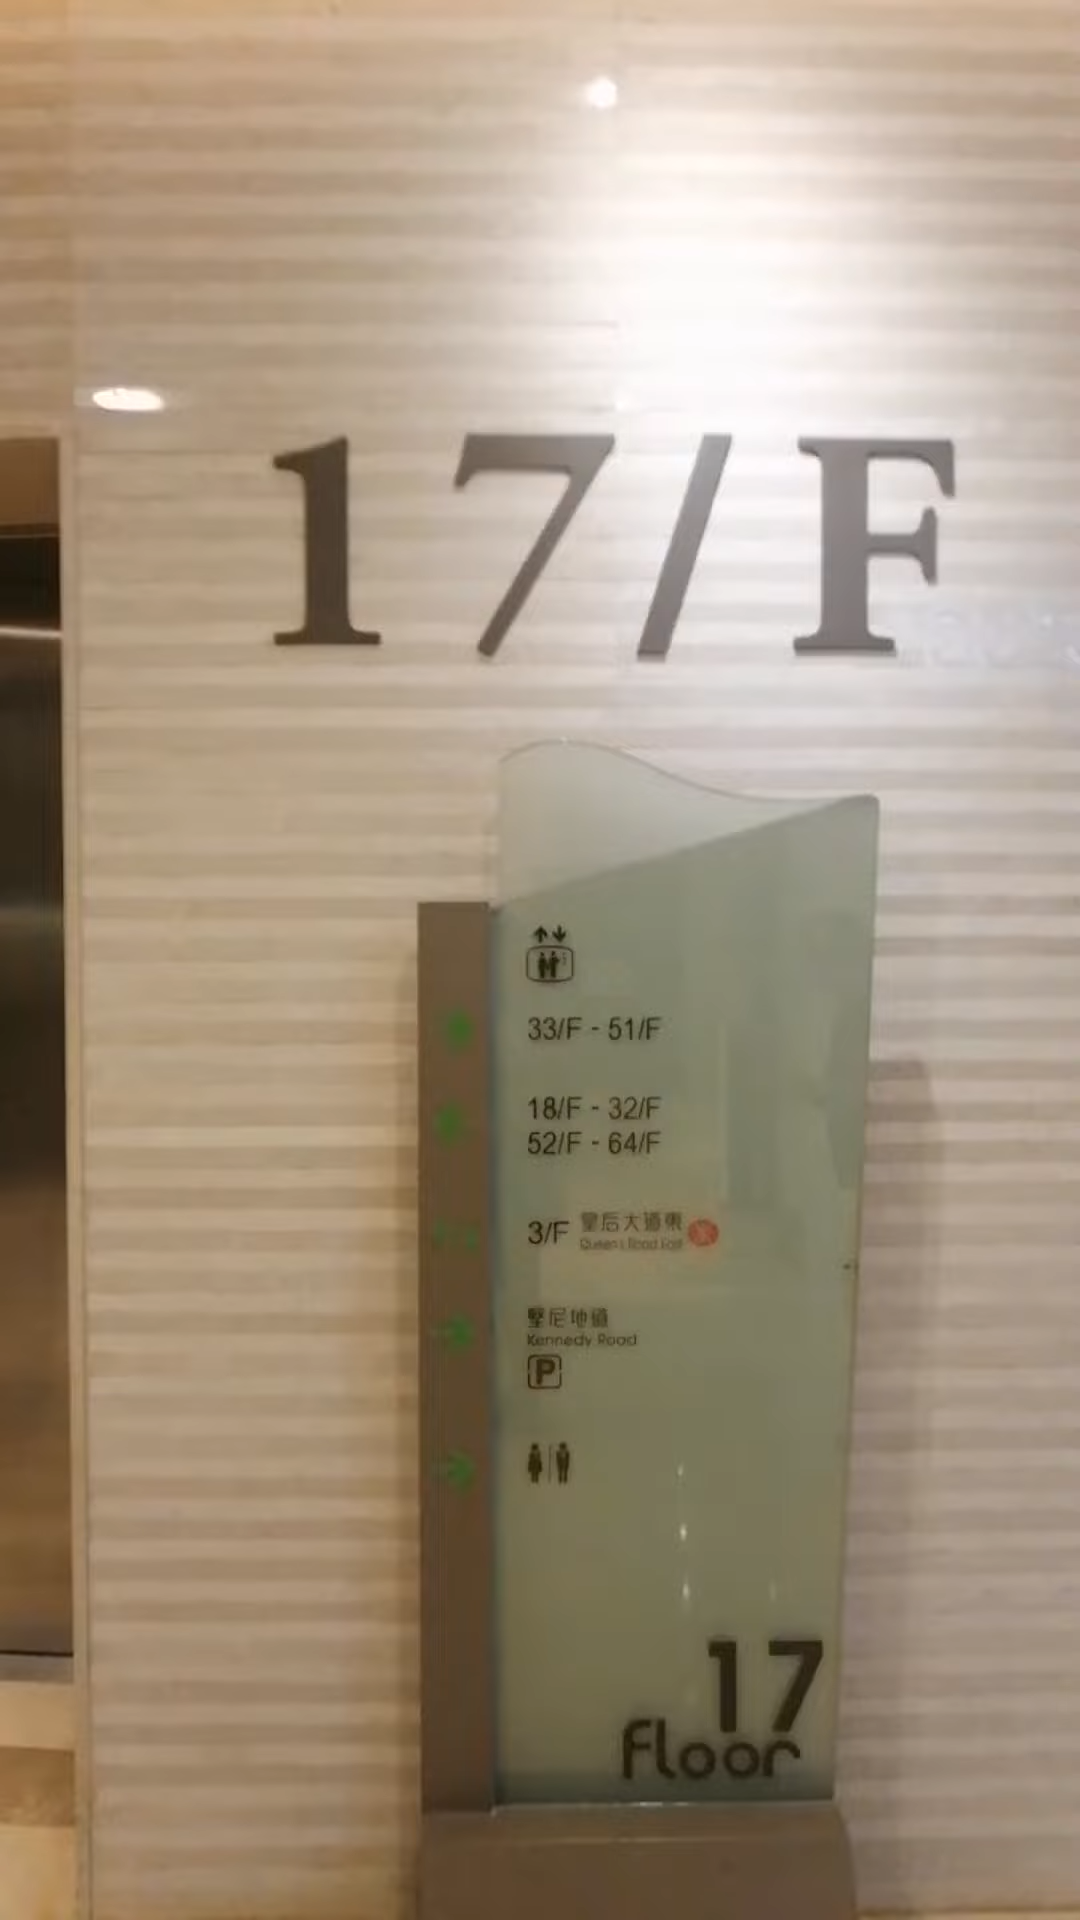 17/F
33/F - 51/F
18/F - 32/F
52/F - 64/F
3/F 皇后大道東
Queen's Road East
堅尼地道
Kennedy Road
P
17
floor